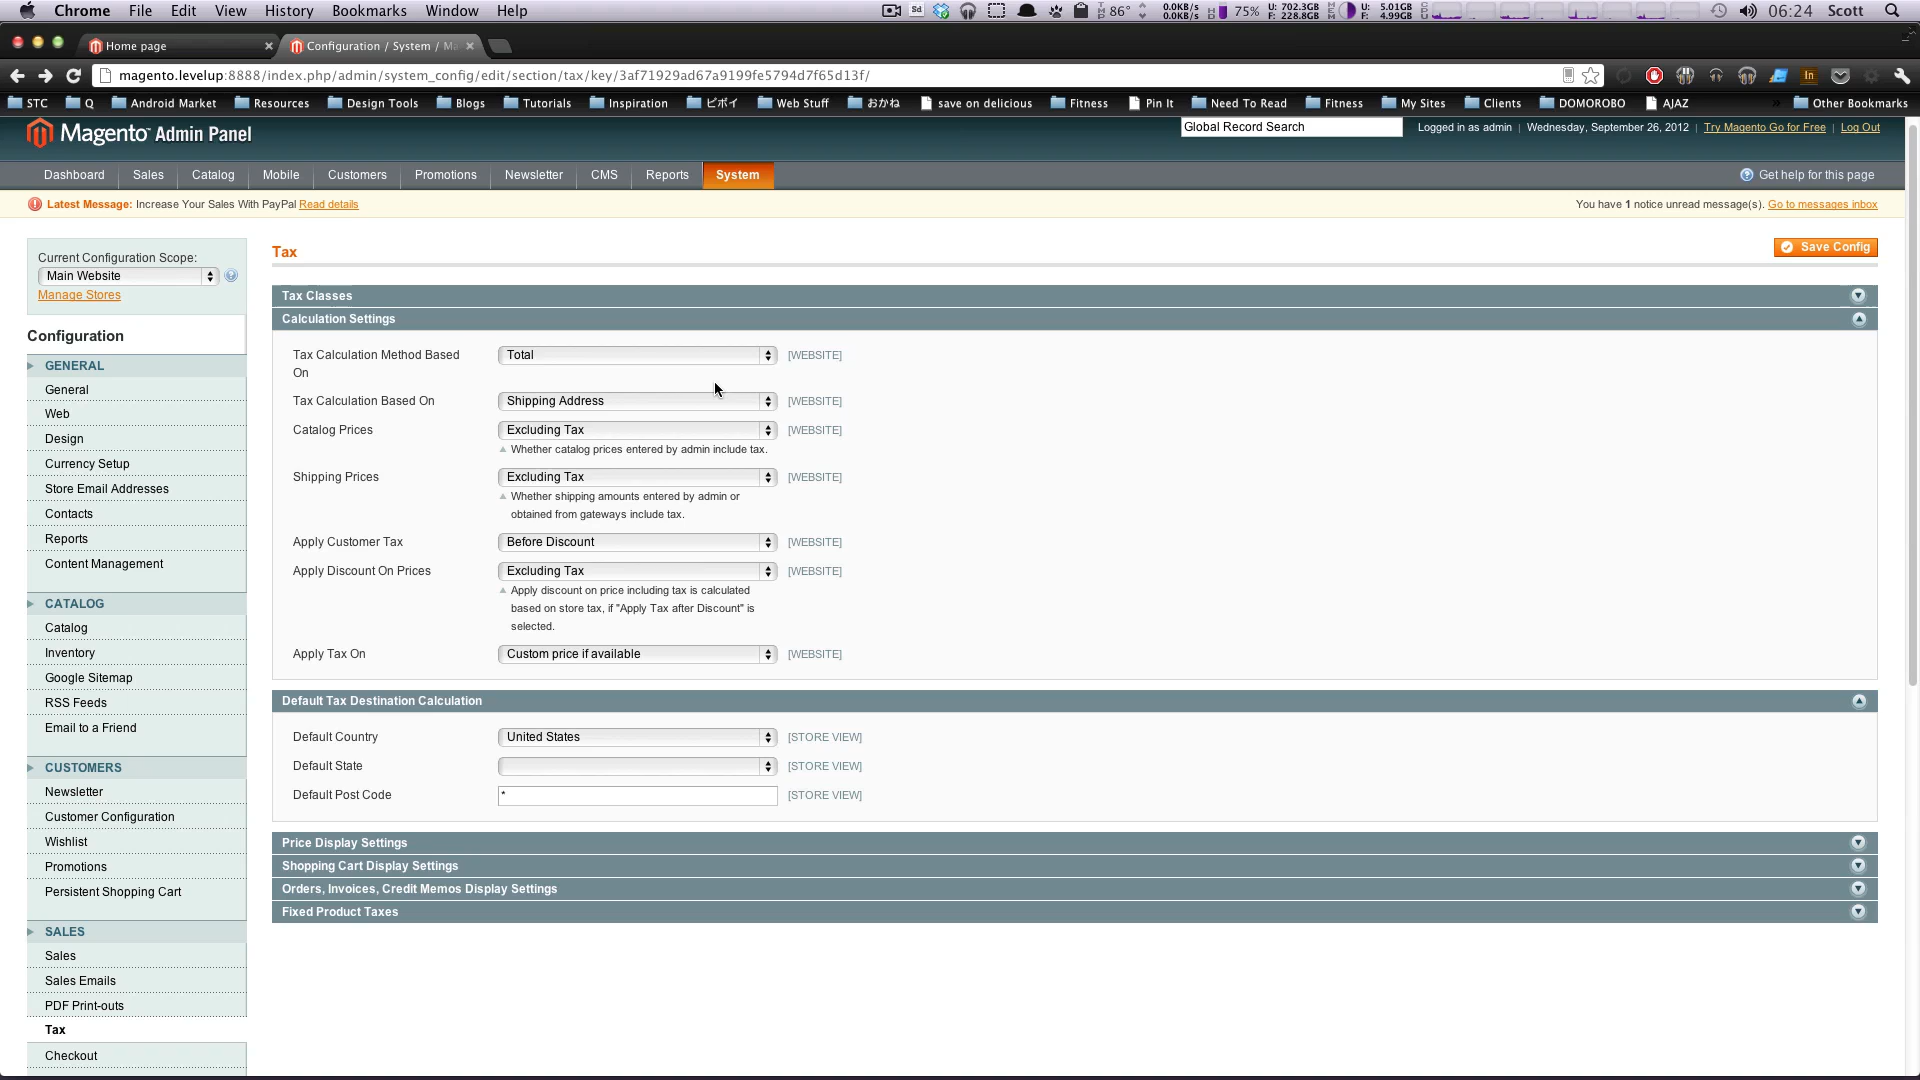 Chrome File Edit View History Bookmarks Window Help
Sd 86° 0.0KB/s 0.0KB/s 75% U: 702.3GB F: 228.8GB U: 5.01GB F: 4.99GB 06:24 Scott
Home page
Configuration / System / Ma
magento.levelup:8888/index.php/admin/system_config/edit/section/tax/key/3af71929ad67a9199fe5794d7f65d13f/
STC Q Android Market Resources Design Tools Blogs Tutorials Inspiration ビボイ Web Stuff おかね save on delicious Fitness Pin It Need To Read Fitness My Sites Clients DOMOROBO AJAZ » Other Bookmarks
Magento Admin Panel
Global Record Search
Logged in as admin | Wednesday, September 26, 2012 | Try Magento Go for Free | Log Out
Dashboard Sales Catalog Mobile Customers Promotions Newsletter CMS Reports System
Get help for this page
Latest Message: Increase Your Sales With PayPal Read details
You have 1 notice unread message(s). Go to messages inbox
Current Configuration Scope:
Main Website
Manage Stores
Configuration
GENERAL
General
Web
Design
Currency Setup
Store Email Addresses
Contacts
Reports
Content Management
CATALOG
Catalog
Inventory
Google Sitemap
RSS Feeds
Email to a Friend
CUSTOMERS
Newsletter
Customer Configuration
Wishlist
Promotions
Persistent Shopping Cart
SALES
Sales
Sales Emails
PDF Print-outs
Tax
Checkout
Tax
Save Config
Tax Classes
Calculation Settings
Tax Calculation Method Based
On
Total
[WEBSITE]
Tax Calculation Based On Shipping Address [WEBSITE]
Catalog Prices Excluding Tax [WEBSITE]
Whether catalog prices entered by admin include tax.
Shipping Prices Excluding Tax [WEBSITE]
Whether shipping amounts entered by admin or
obtained from gateways include tax.
Apply Customer Tax Before Discount [WEBSITE]
Apply Discount On Prices Excluding Tax [WEBSITE]
Apply discount on price including tax is calculated
based on store tax, if "Apply Tax after Discount" is
selected.
Apply Tax On Custom price if available [WEBSITE]
Default Tax Destination Calculation
Default Country United States [STORE VIEW]
Default State [STORE VIEW]
Default Post Code * [STORE VIEW]
Price Display Settings
Shopping Cart Display Settings
Orders, Invoices, Credit Memos Display Settings
Fixed Product Taxes